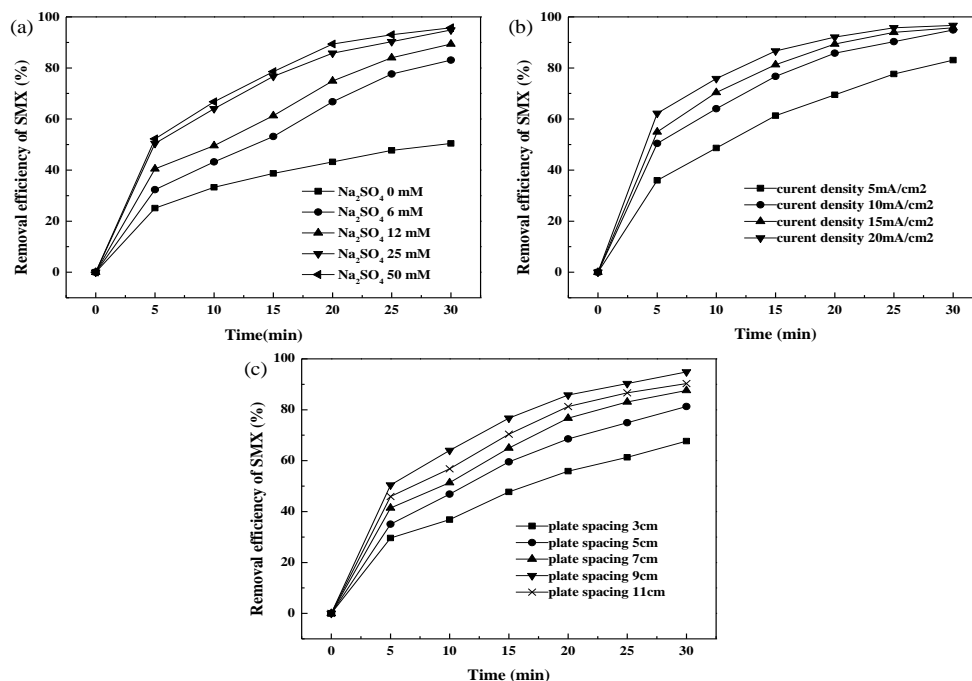 (a)
Removal efficiency of SMX (%)
100
80
60
40
20
0
Na₂SO₄ 0 mM
Na₂SO₄ 6 mM
Na₂SO₄ 12 mM
Na₂SO₄ 25 mM
Na₂SO₄ 50 mM
0 5 10 15 20 25 30
Time(min)
(b)
Removal efficiency of SMX (%)
100
80
60
40
20
0
curent density 5mA/cm2
curent density 10mA/cm2
curent density 15mA/cm2
curent density 20mA/cm2
0 5 10 15 20 25 30
Time (min)
(c)
Removal efficiency of SMX (%)
100
80
60
40
20
0
plate spacing 3cm
plate spacing 5cm
plate spacing 7cm
plate spacing 9cm
plate spacing 11cm
0 5 10 15 20 25 30
Time (min)